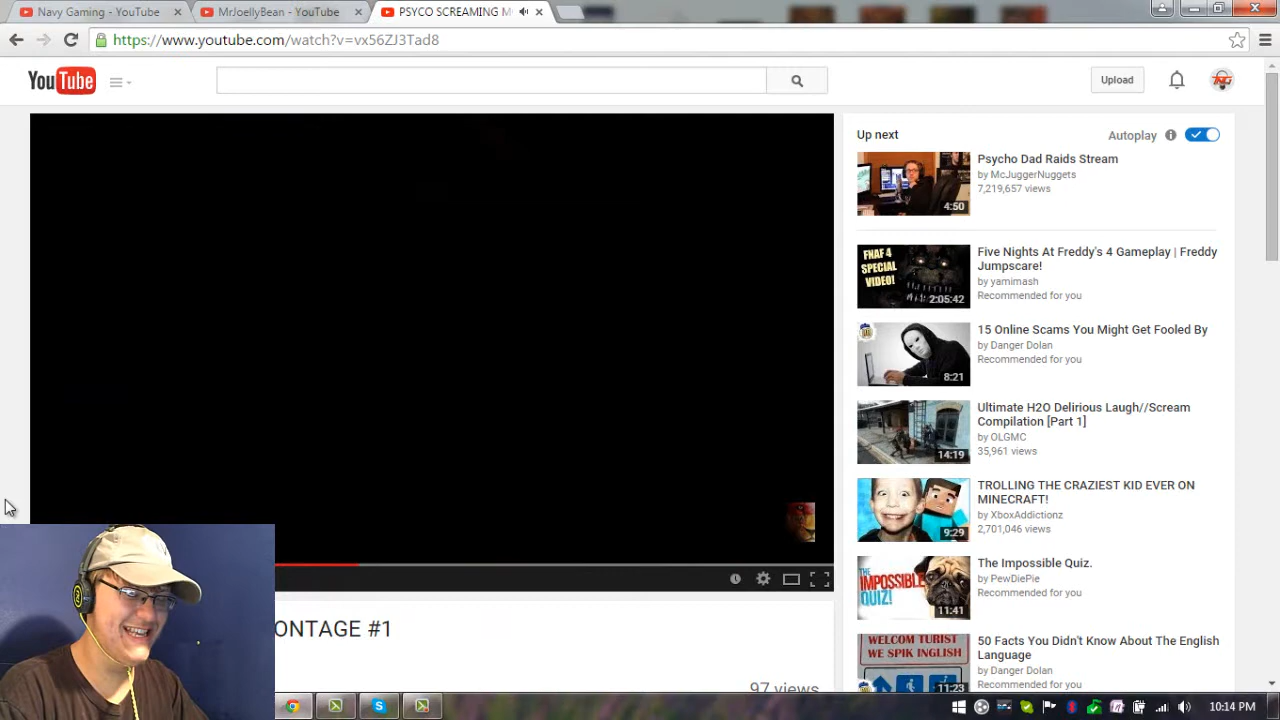 Navy Gaming - YouTube
MrJoellyBean - YouTube
PSYCO SCREAMING M
https://www.youtube.com/watch?v=vx56ZJ3Tad8
YouTube
Upload
Up next
Autoplay
Psycho Dad Raids Stream
by McJuggerNuggets
7,219,657 views
4:50
Five Nights At Freddy's 4 Gameplay | Freddy
Jumpscare!
by yamimash
Recommended for you
FNAF 4
SPECIAL
VIDEO!
2:05:42
15 Online Scams You Might Get Fooled By
by Danger Dolan
Recommended for you
8:21
Ultimate H2O Delirious Laugh//Scream
Compilation [Part 1]
by OLGMC
35,961 views
14:19
TROLLING THE CRAZIEST KID EVER ON
MINECRAFT!
by XboxAddictionz
2,701,046 views
9:29
The Impossible Quiz.
by PewDiePie
Recommended for you
THE
IMPOSSIBLE
QUIZ!
11:41
50 Facts You Didn't Know About The English
Language
by Danger Dolan
Recommended for you
WELCOM TURIST
WE SPIK INGLISH
11:23
ONTAGE #1
97 views
10:14 PM